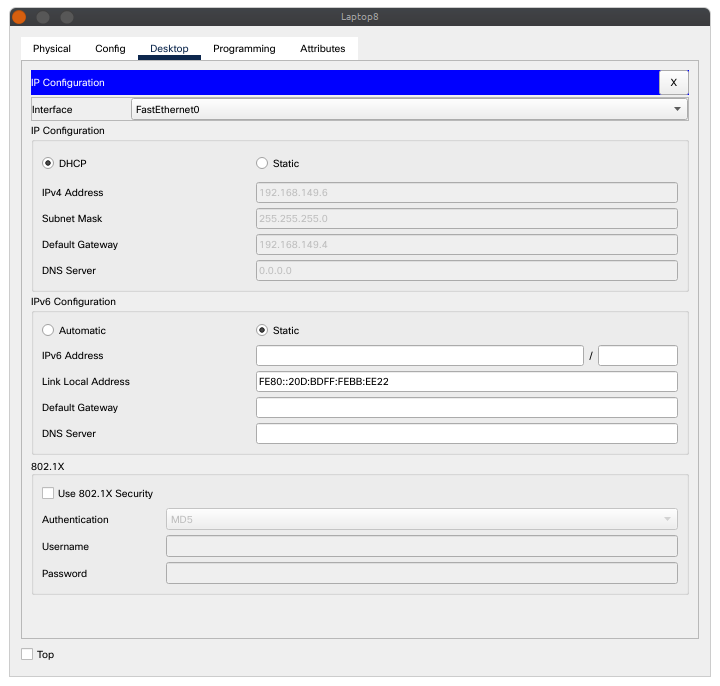 Laptop8
Physical Config Desktop Programming Attributes
IP Configuration X
Interface FastEthernet0
IP Configuration
DHCP Static
IPv4 Address 192.168.149.6
Subnet Mask 255.255.255.0
Default Gateway 192.168.149.4
DNS Server 0.0.0.0
IPv6 Configuration
Automatic Static
IPv6 Address /
Link Local Address FE80::20D:BDFF:FEBB:EE22
Default Gateway
DNS Server
802.1X
Use 802.1X Security
Authentication MD5
Username
Password
Top